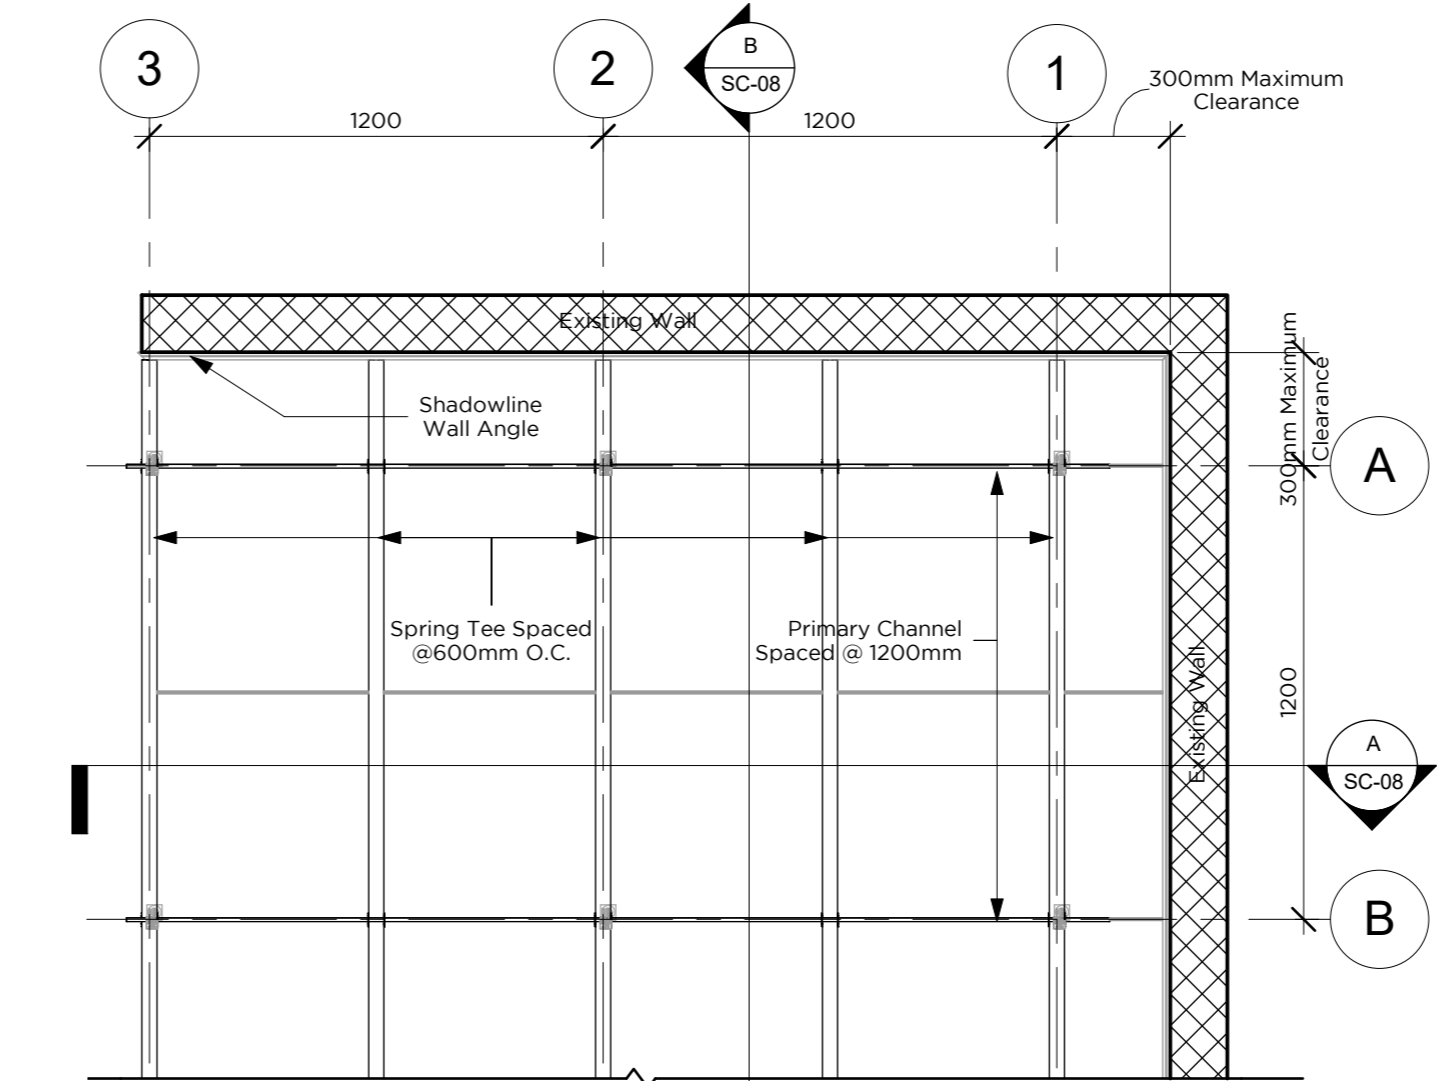 3
2
B
SC-08
1
300mm Maximum
Clearance
1200
1200
Existing Wall
300mm Maximum
Clearance
Shadowline
Wall Angle
A
Spring Tee Spaced
@600mm O.C.
Primary Channel
Spaced @ 1200mm
Existing Wall
1200
A
SC-08
B